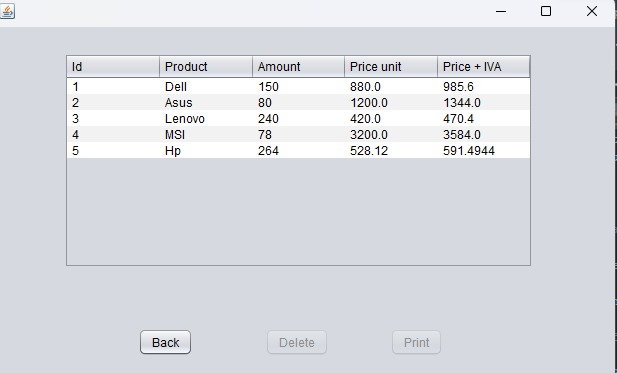 Id Product Amount Price unit Price + IVA
1 Dell 150 880.0 985.6
2 Asus 80 1200.0 1344.0
3 Lenovo 240 420.0 470.4
4 MSI 78 3200.0 3584.0
5 Hp 264 528.12 591.4944
Back Delete Print